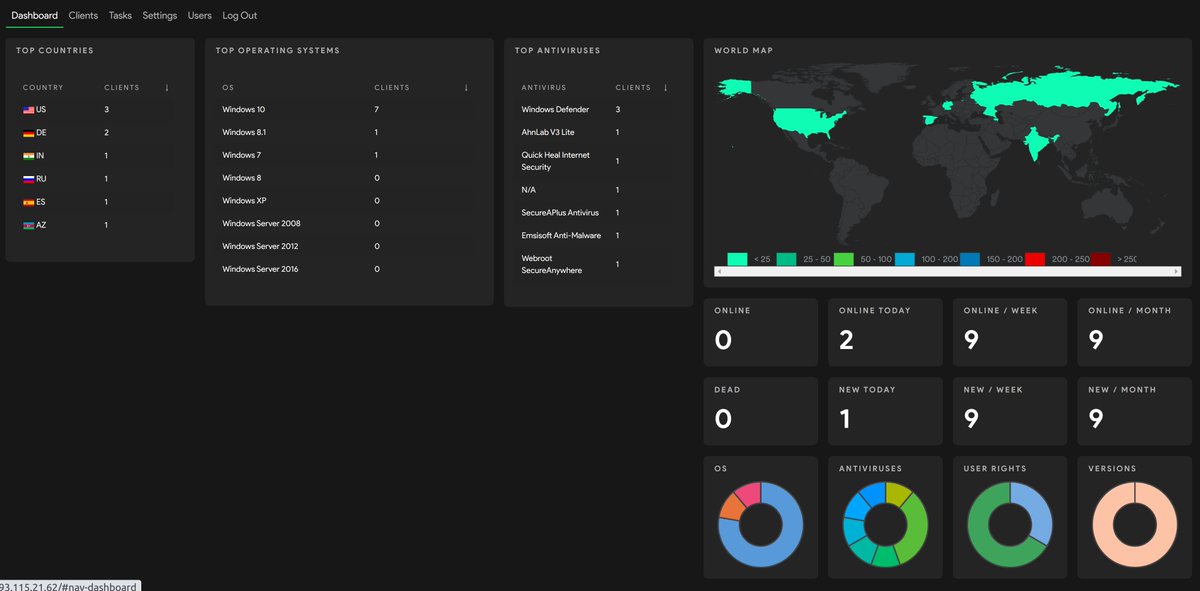 Dashboard Clients Tasks Settings Users Log Out
TOP COUNTRIES
COUNTRY CLIENTS ↓
US 3
DE 2
IN 1
RU 1
ES 1
AZ 1
TOP OPERATING SYSTEMS
OS CLIENTS ↓
Windows 10 7
Windows 8.1 1
Windows 7 1
Windows 8 0
Windows XP 0
Windows Server 2008 0
Windows Server 2012 0
Windows Server 2016 0
TOP ANTIVIRUSES
ANTIVIRUS CLIENTS ↓
Windows Defender 3
AhnLab V3 Lite 1
Quick Heal Internet
Security 1
N/A 1
SecureAPlus Antivirus 1
Emsisoft Anti-Malware 1
Webroot
SecureAnywhere 1
WORLD MAP
< 25 25 - 50 50 - 100 100 - 200 150 - 200 200 - 250 > 250
ONLINE ONLINE TODAY ONLINE / WEEK ONLINE / MONTH
0 2 9 9
DEAD NEW TODAY NEW / WEEK NEW / MONTH
0 1 9 9
OS ANTIVIRUSES USER RIGHTS VERSIONS
93.115.21.62/#nav-dashboard